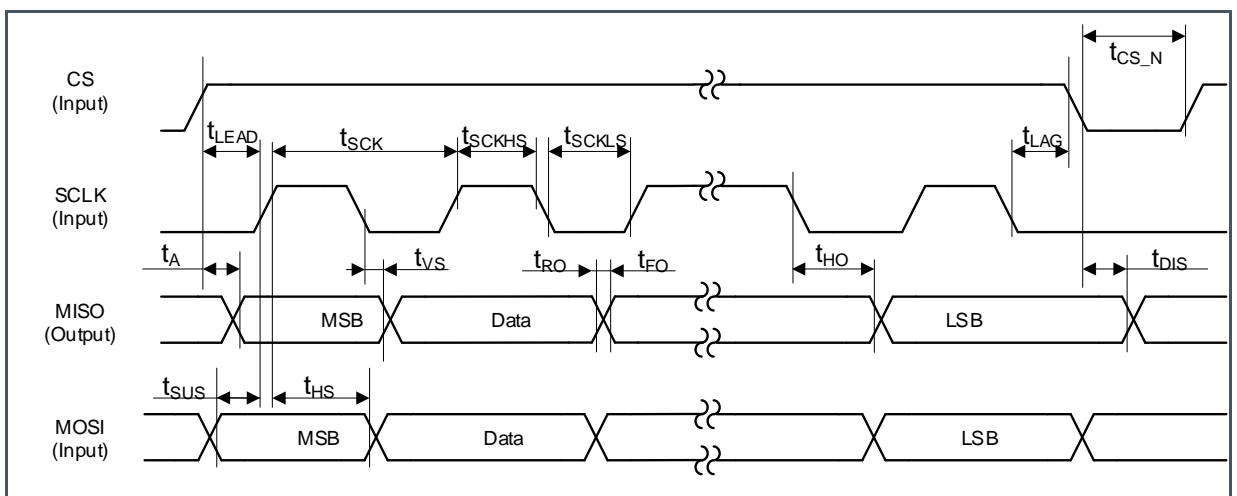 CS
(Input)
tCS_N
tLEAD
tSCK
tSCKHS
tSCKLS
tLAG
SCLK
(Input)
tA
tVS
tRO
tFO
tHO
tDIS
MISO
(Output)
MSB
Data
LSB
tSUS
tHS
MOSI
(Input)
MSB
Data
LSB